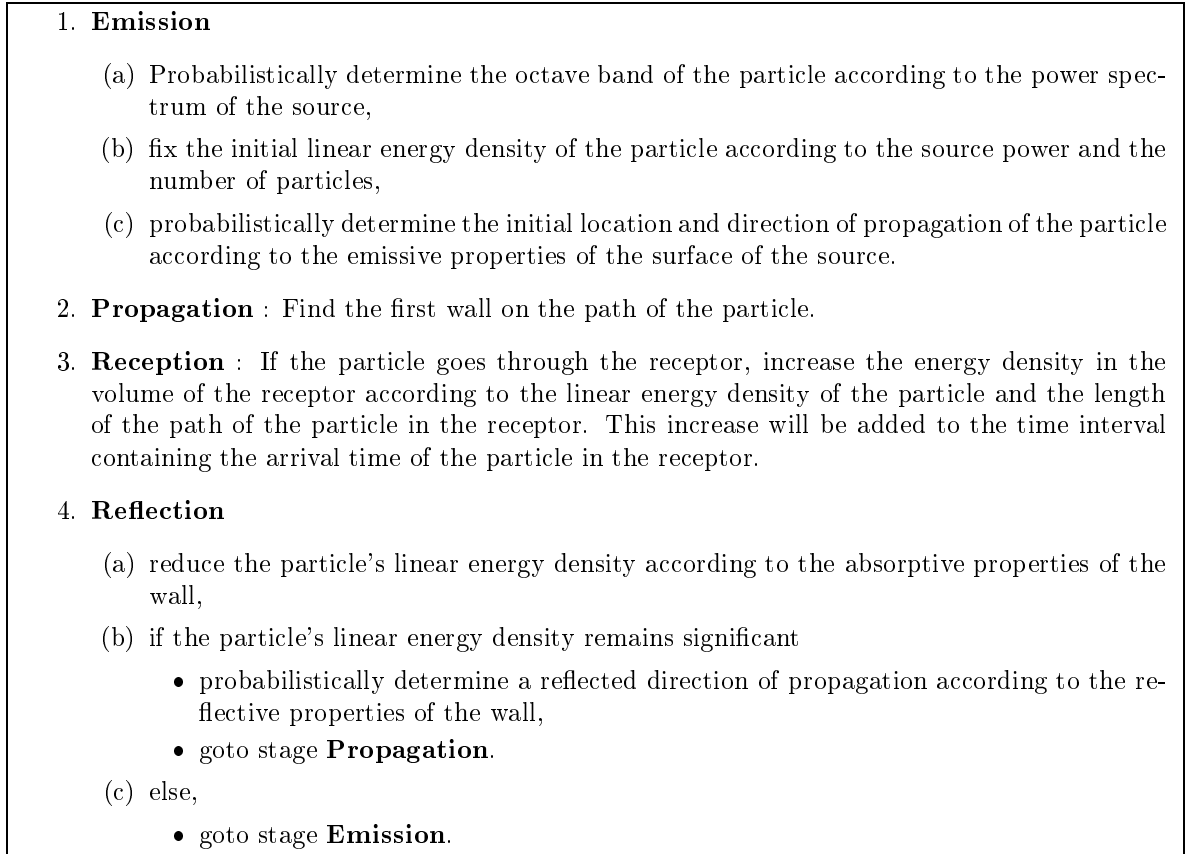 1. Emission
(a) Probabilistically determine the octave band of the particle according to the power spec-
trum of the source,
(b) fix the initial linear energy density of the particle according to the source power and the
number of particles,
(c) probabilistically determine the initial location and direction of propagation of the particle
according to the emissive properties of the surface of the source.
2. Propagation : Find the first wall on the path of the particle.
3. Reception : If the particle goes through the receptor, increase the energy density in the
volume of the receptor according to the linear energy density of the particle and the length
of the path of the particle in the receptor. This increase will be added to the time interval
containing the arrival time of the particle in the receptor.
4. Reflection
(a) reduce the particle's linear energy density according to the absorptive properties of the
wall,
(b) if the particle's linear energy density remains significant
• probabilistically determine a reflected direction of propagation according to the re-
flective properties of the wall,
• goto stage Propagation.
(c) else,
• goto stage Emission.